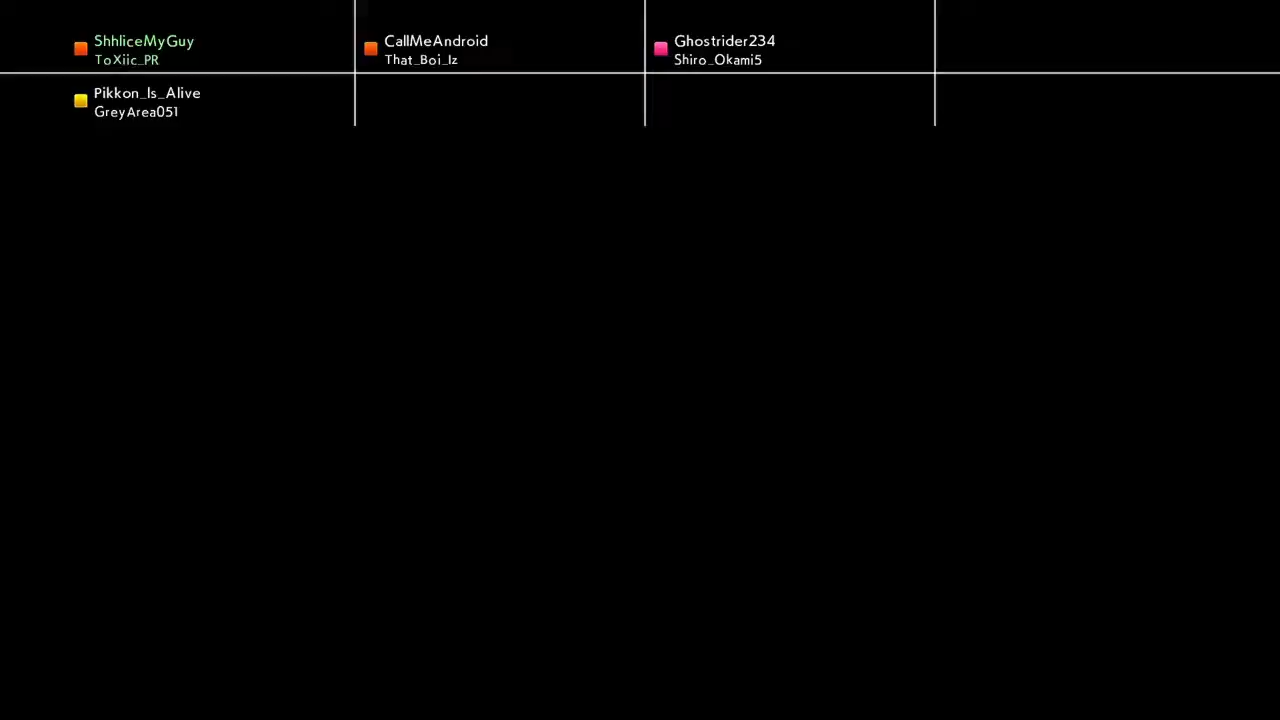 ShhliceMyGuy
ToXiic_PR
CallMeAndroid
That_Boi_Iz
Ghostrider234
Shiro_Okami5
Pikkon_Is_Alive
GreyArea051